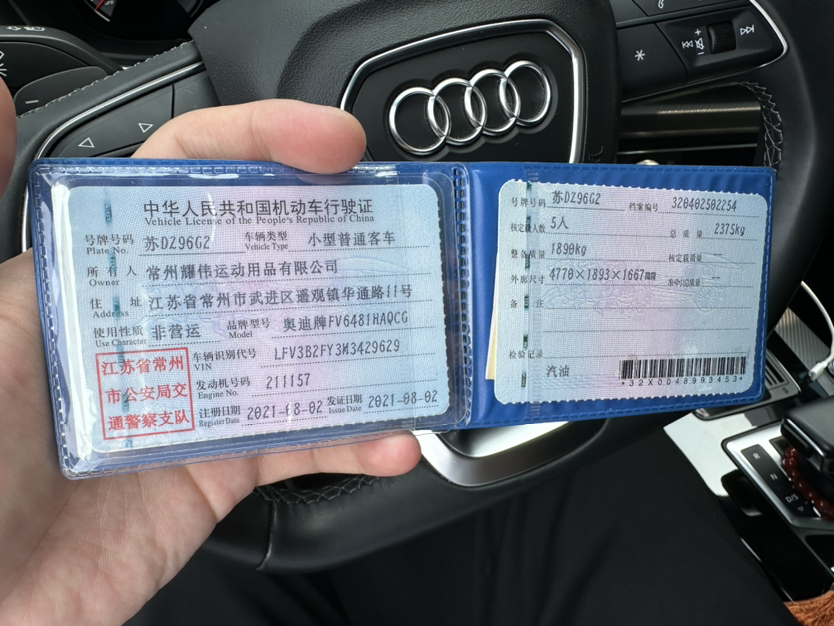 中华人民共和国机动车行驶证
Vehicle License of the People's Republic of China
号牌号码 苏DZ96G2 车辆类型 小型普通客车
Plate No. Vehicle Type
所有人 常州耀伟运动用品有限公司
Owner
住址 江苏省常州市武进区遥观镇华通路11号
Address
使用性质 非营运 品牌型号 奥迪牌FV6481HAQCG
Use Character Model
江苏省常州
市公安局交
通警察支队
车辆识别代号 LFV3B2FY3M3429629
VIN
发动机号码 211157
Engine No.
注册日期 2021-08-02 发证日期 2021-08-02
Register Date Issue Date
号牌号码 苏DZ96G2 档案编号 320402502254
核定载人数 5人 总质量 2375kg
整备质量 1890kg 核定载质量 --
外廓尺寸 4770×1893×1667mm 准牵引总质量 --
备注
检验记录
汽油
*32X0048993453*
R
N
D/S